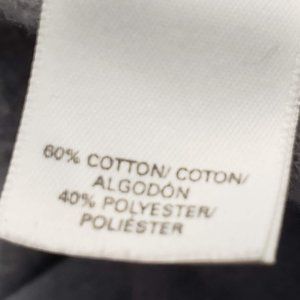 60% COTTON/ COTON/
ALGODÓN
40% POLYESTER/
POLIÉSTER